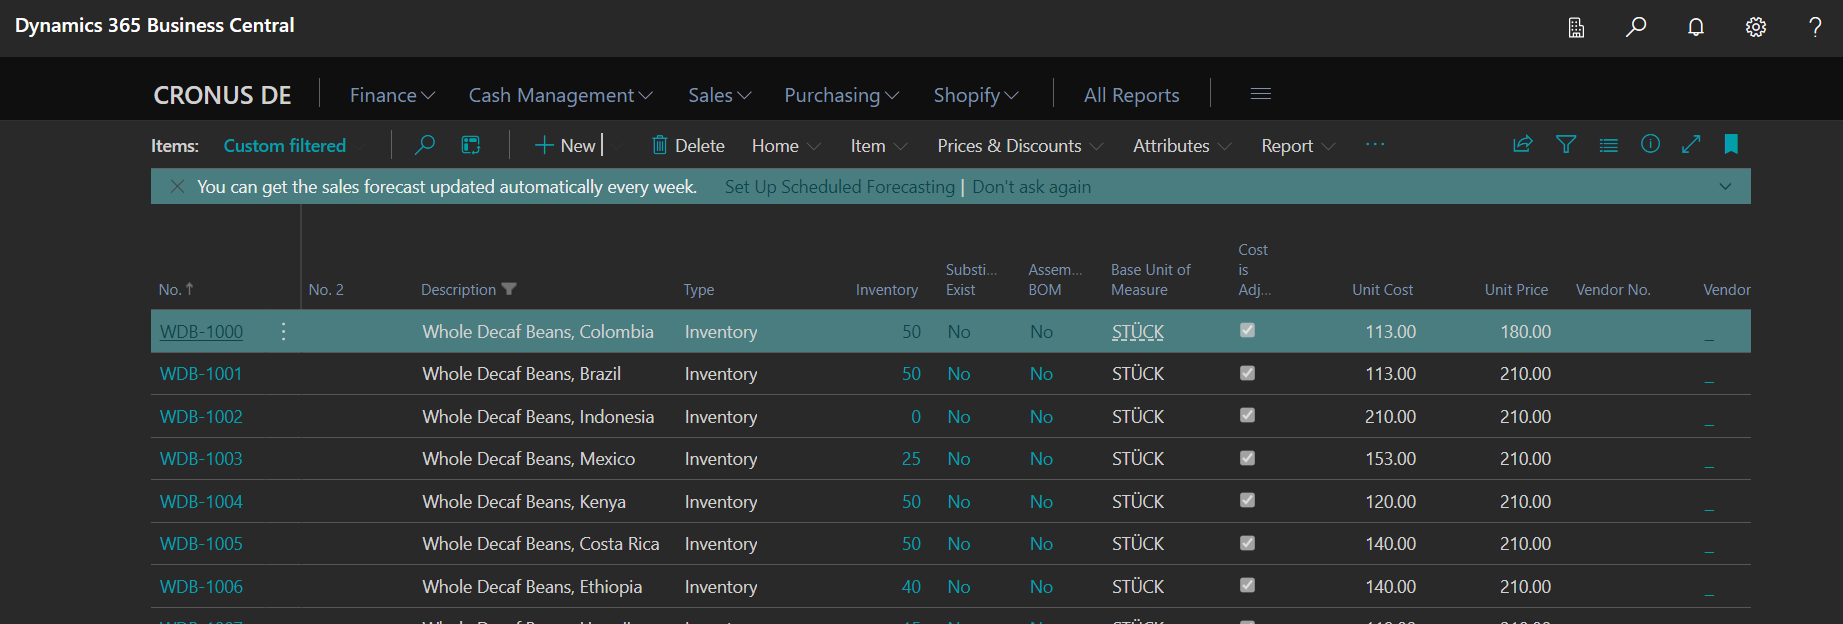 Dynamics 365 Business Central
CRONUS DE Finance Cash Management Sales Purchasing Shopify All Reports
Items: Custom filtered New Delete Home Item Prices & Discounts Attributes Report ...
You can get the sales forecast updated automatically every week. Set Up Scheduled Forecasting | Don't ask again
No. ↑ No. 2 Description Type Inventory Substi... Exist Assem... BOM Base Unit of Measure Cost is Adj... Unit Cost Unit Price Vendor No. Vendor
WDB-1000 Whole Decaf Beans, Colombia Inventory 50 No No STÜCK 113.00 180.00 _
WDB-1001 Whole Decaf Beans, Brazil Inventory 50 No No STÜCK 113.00 210.00 _
WDB-1002 Whole Decaf Beans, Indonesia Inventory 0 No No STÜCK 210.00 210.00 _
WDB-1003 Whole Decaf Beans, Mexico Inventory 25 No No STÜCK 153.00 210.00 _
WDB-1004 Whole Decaf Beans, Kenya Inventory 50 No No STÜCK 120.00 210.00 _
WDB-1005 Whole Decaf Beans, Costa Rica Inventory 50 No No STÜCK 140.00 210.00 _
WDB-1006 Whole Decaf Beans, Ethiopia Inventory 40 No No STÜCK 140.00 210.00 _